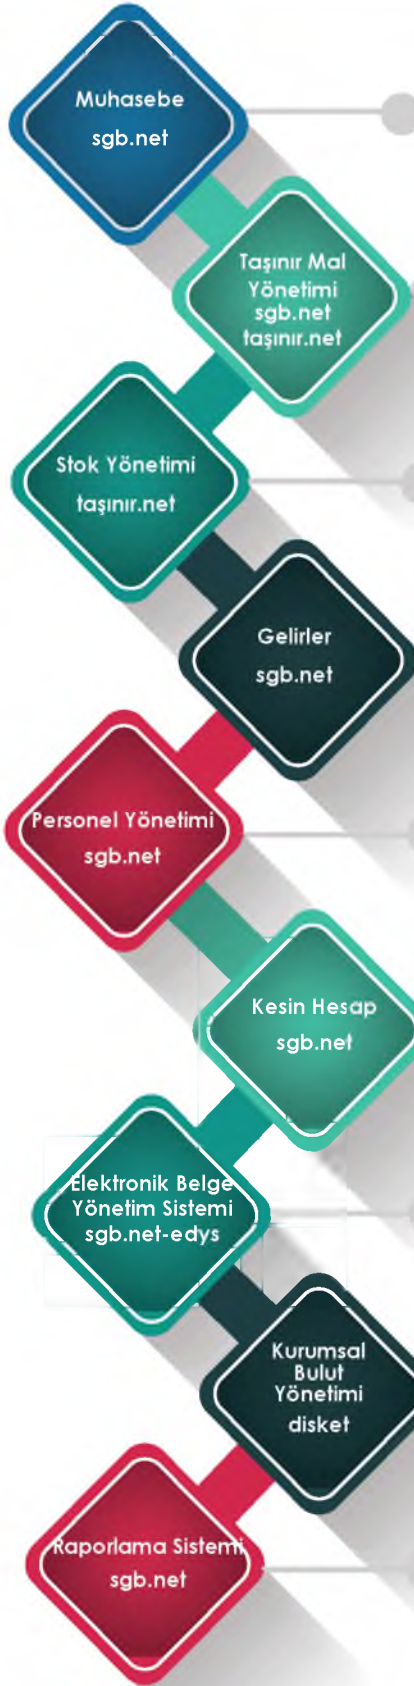 Muhasebe
sgb.net
Taşınır Mal
Yönetimi
sgb.net
taşınır.net
Stok Yönetimi
taşınır.net
Gelirler
sgb.net
Personel Yönetimi
sgb.net
Kesin Hesap
sgb.net
Elektronik Belge
Yönetim Sistemi
sgb.net-edys
Kurumsal
Bulut
Yönetimi
disket
Raporlama Sistemi
sgb.net